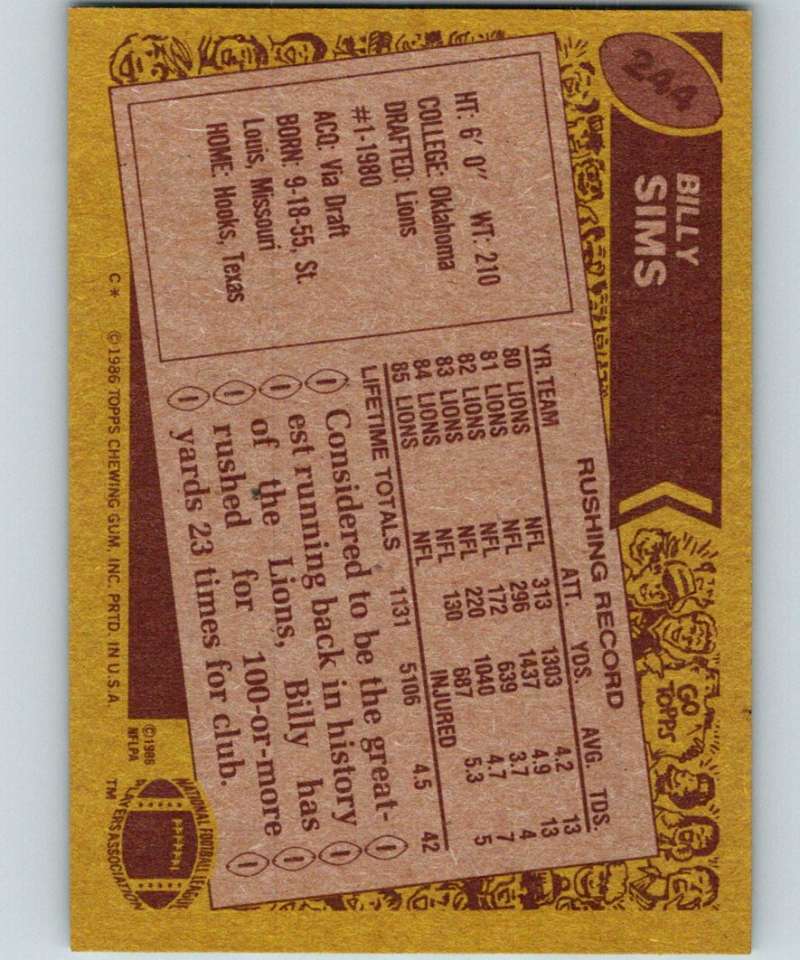 244
BILLY
SIMS
HT: 6' 0" WT: 210
COLLEGE: Oklahoma
DRAFTED: Lions
#1-1980
ACQ: Via Draft
BORN: 9-18-55, St.
Louis, Missouri
HOME: Hooks, Texas
RUSHING RECORD
YR. TEAM ATT. YDS. AVG. TDS.
80 LIONS NFL 313 1303 4.2 13
81 LIONS NFL 296 1437 4.9 13
82 LIONS NFL 172 639 3.7 4
83 LIONS NFL 220 1040 4.7 7
84 LIONS NFL 130 687 5.3 5
85 LIONS INJURED
LIFETIME TOTALS 1131 5106 4.5 42
Considered to be the great-
est running back in history
of the Lions, Billy has
rushed for 100-or-more
yards 23 times for club.
GO
TOPPS
C* ©1986 TOPPS CHEWING GUM, INC. PRTD. IN U.S.A.
©1986
NFLPA
NATIONAL FOOTBALL LEAGUE
PLAYERS ASSOCIATION
TM